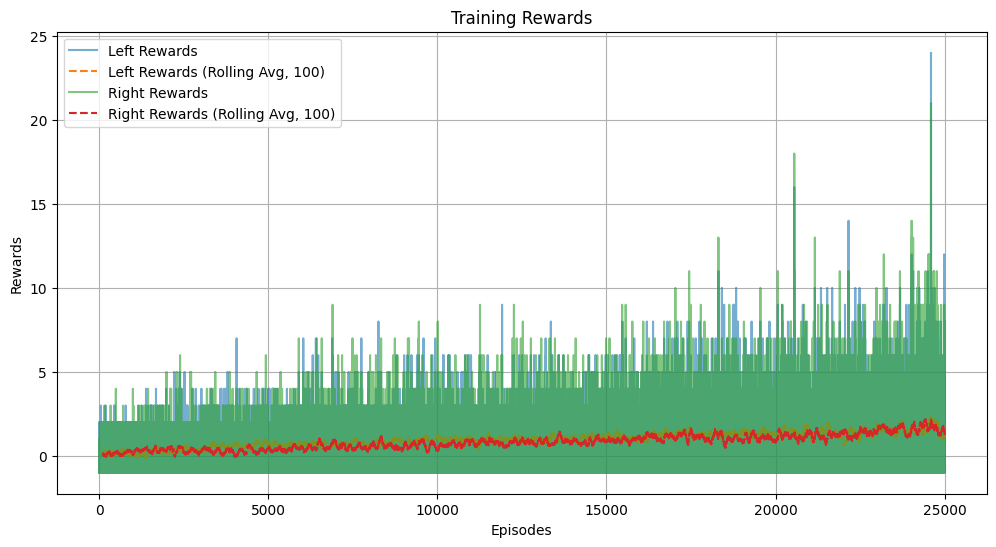 Training Rewards
25
20
15
10
5
0
Rewards
Left Rewards
Left Rewards (Rolling Avg, 100)
Right Rewards
Right Rewards (Rolling Avg, 100)
0 5000 10000 15000 20000 25000
Episodes